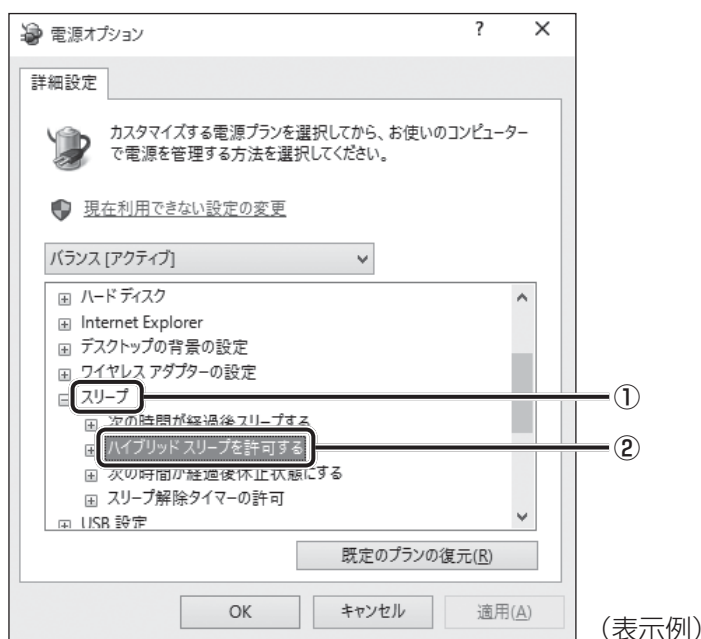 電源オプション ? ×
詳細設定
カスタマイズする電源プランを選択してから、お使いのコンピューター
で電源を管理する方法を選択してください。
現在利用できない設定の変更
バランス [アクティブ]
ハード ディスク
Internet Explorer
デスクトップの背景の設定
ワイヤレス アダプターの設定
スリープ ①
次の時間が経過後スリープする
ハイブリッド スリープを許可する ②
次の時間が経過後休止状態にする
スリープ解除タイマーの許可
USB 設定
既定のプランの復元(R)
OK キャンセル 適用(A)
(表示例)